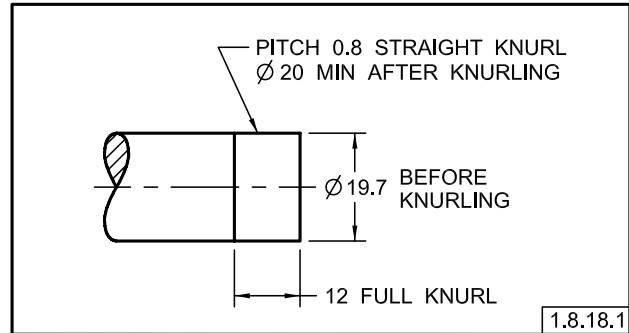 PITCH 0.8 STRAIGHT KNURL
∅ 20 MIN AFTER KNURLING
∅ 19.7 BEFORE
KNURLING
12 FULL KNURL
1.8.18.1